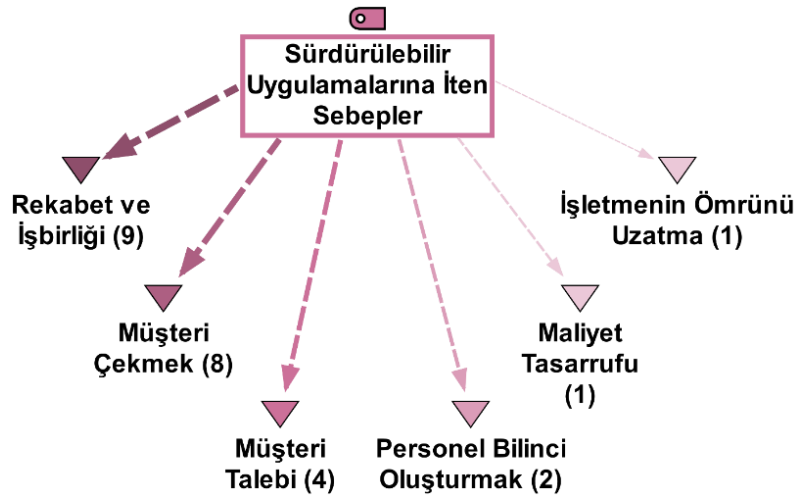 Sürdürülebilir
Uygulamalarına İten
Sebepler
Rekabet ve
İşbirliği (9)
Müşteri
Çekmek (8)
Müşteri
Talebi (4)
Personel Bilinci
Oluşturmak (2)
Maliyet
Tasarrufu
(1)
İşletmenin Ömrünü
Uzatma (1)